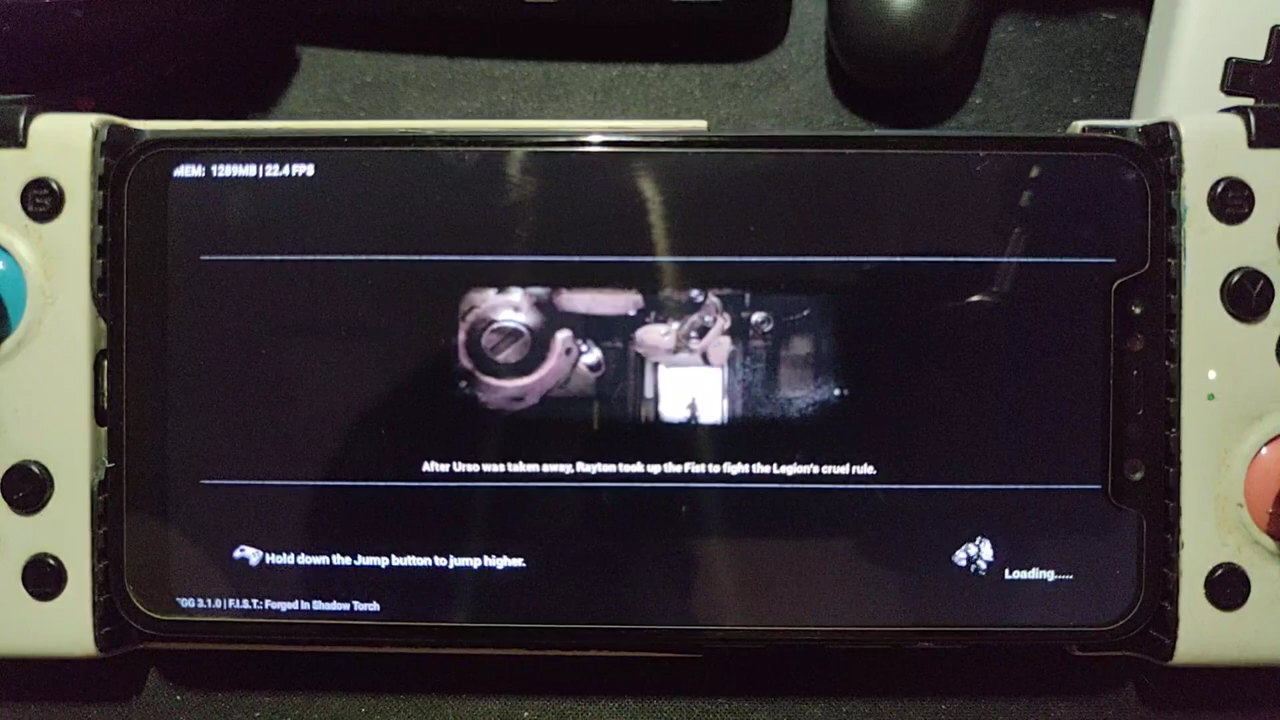 MEM: 1289MB | 22.4 FPS
After Urso was taken away, Rayton took up the Fist to fight the Legion's cruel rule.
Hold down the Jump button to jump higher.
Loading.....
3.1.0 | F.I.S.T.: Forged In Shadow Torch
Y